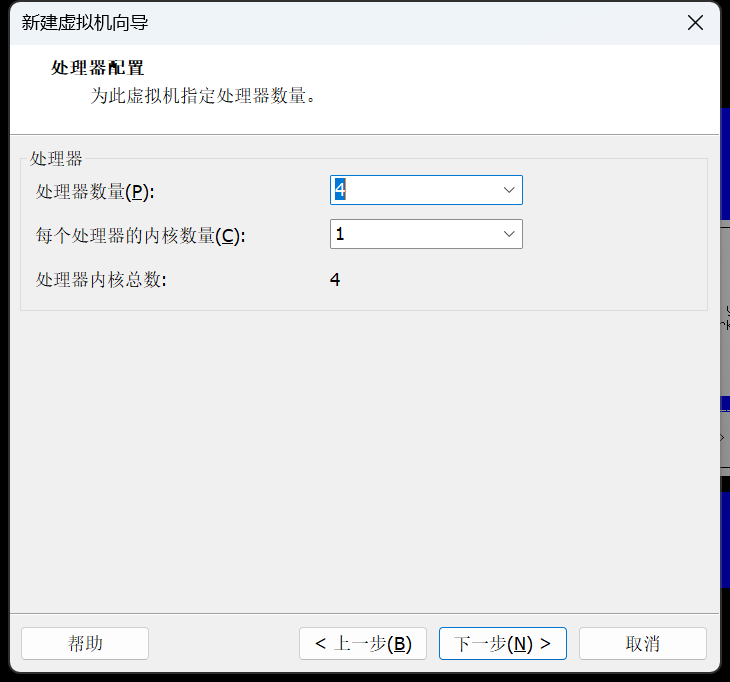 新建虚拟机向导
处理器配置
为此虚拟机指定处理器数量。
处理器
处理器数量(P): 4
每个处理器的内核数量(C): 1
处理器内核总数: 4
帮助 < 上一步(B) 下一步(N) > 取消